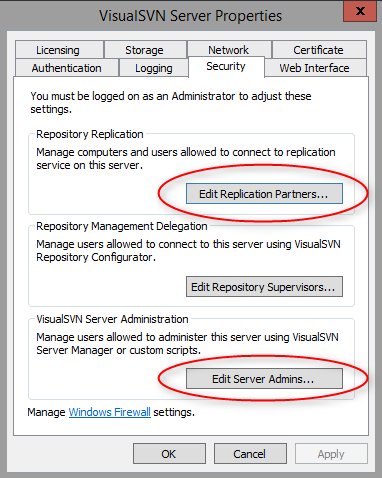 VisualSVN Server Properties
x
Licensing Storage Network Certificate
Authentication Logging Security Web Interface
You must be logged on as an Administrator to adjust these
settings.
Repository Replication
Manage computers and users allowed to connect to replication
service on this server.
Edit Replication Partners...
Repository Management Delegation
Manage users allowed to connect to this server using VisualSVN
Repository Configurator.
Edit Repository Supervisors...
VisualSVN Server Administration
Manage users allowed to administer this server using VisualSVN
Server Manager or custom scripts.
Edit Server Admins...
Manage Windows Firewall settings.
OK Cancel Apply